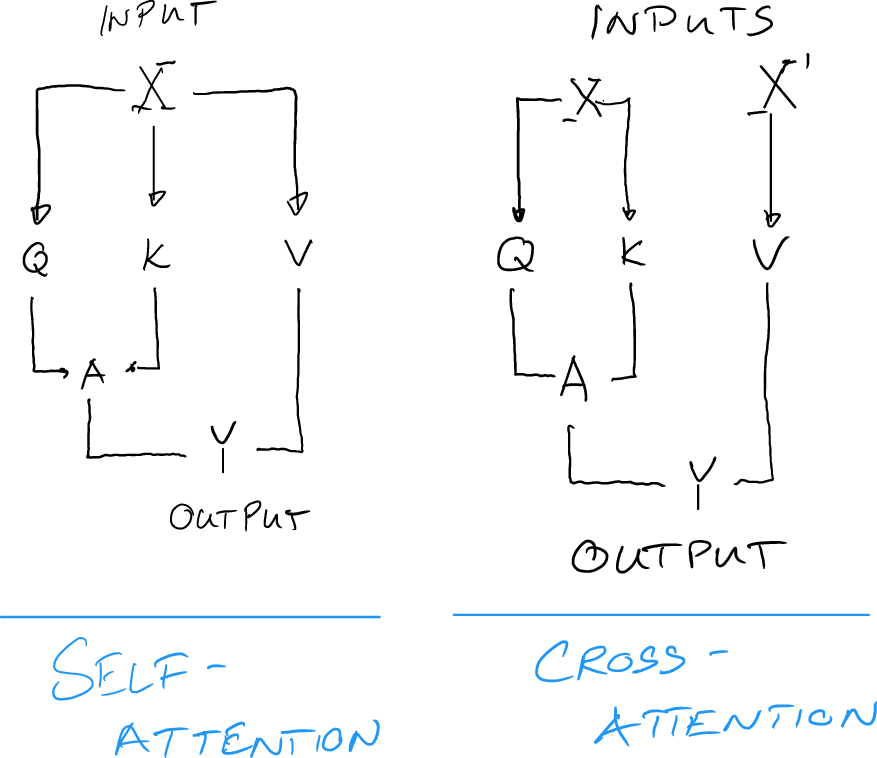 INPUT
X
Q K V
A
Y
OUTPUT
SELF-
ATTENTION
INPUTS
X X'
Q K V
A
Y
OUTPUT
CROSS-
ATTENTION